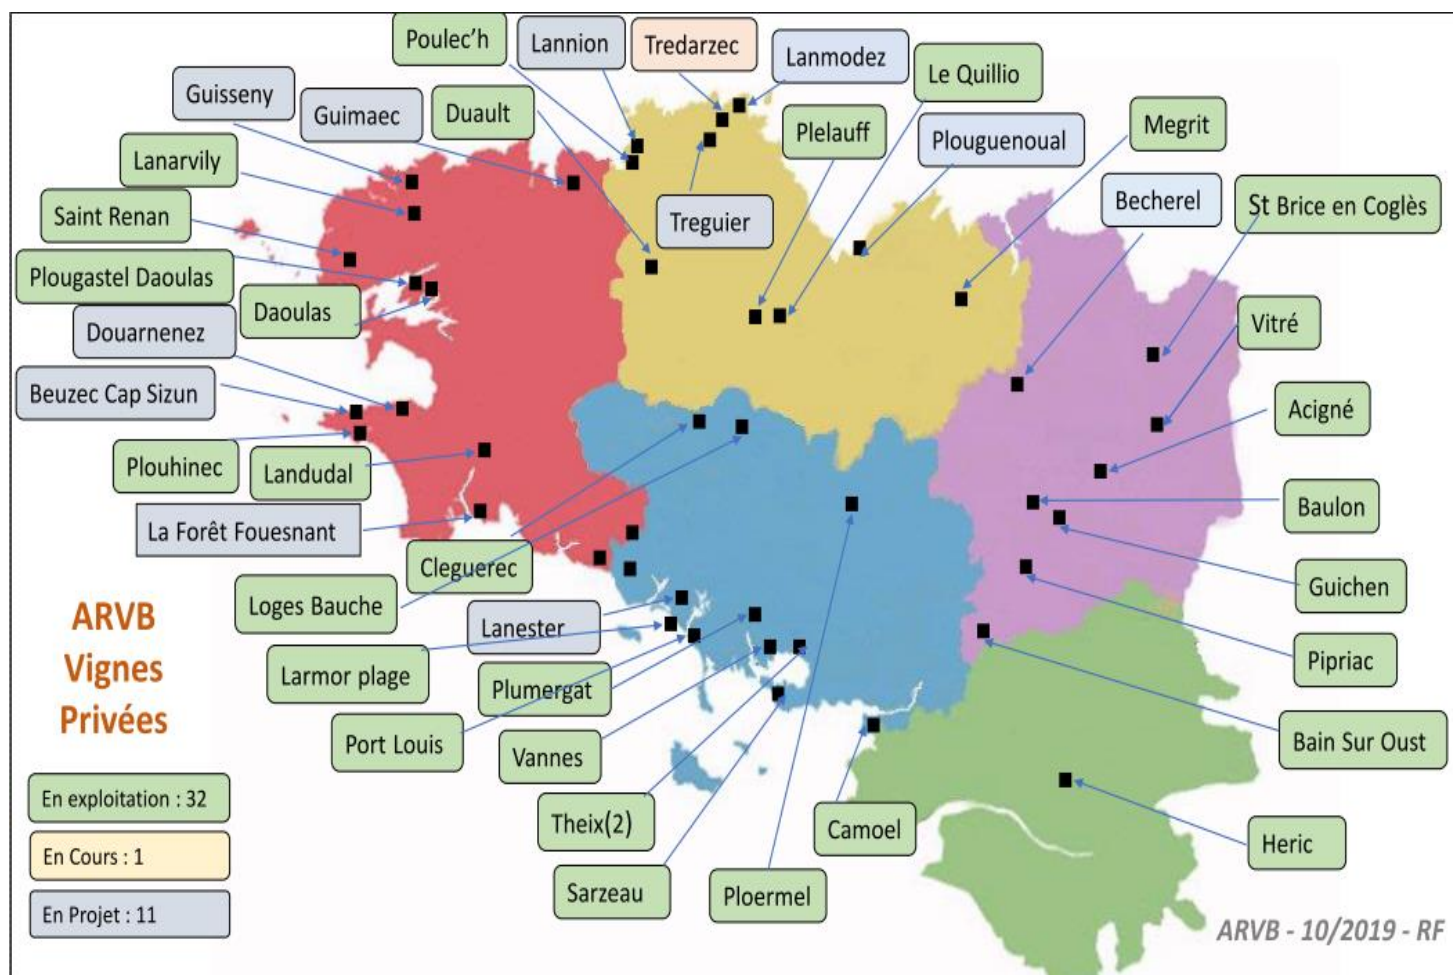 Poulec'h
Lannion
Tredarzec
Lanmodez
Le Quillio
Guisseny
Guimaec
Duault
Plelauff
Plouguenoual
Megrit
Lanarvily
Saint Renan
Treguier
Becherel
St Brice en Coglès
Plougastel Daoulas
Daoulas
Vitré
Douarnenez
Beuzec Cap Sizun
Acigné
Plouhinec
Landudal
Baulon
La Forêt Fouesnant
Cleguerec
Guichen
Loges Bauche
Lanester
Pipriac
Larmor plage
Plumergat
Port Louis
Vannes
Bain Sur Oust
Theix(2)
Camoel
Heric
Sarzeau
Ploermel
ARVB
Vignes
Privées
En exploitation : 32
En Cours : 1
En Projet : 11
ARVB - 10/2019 - RF